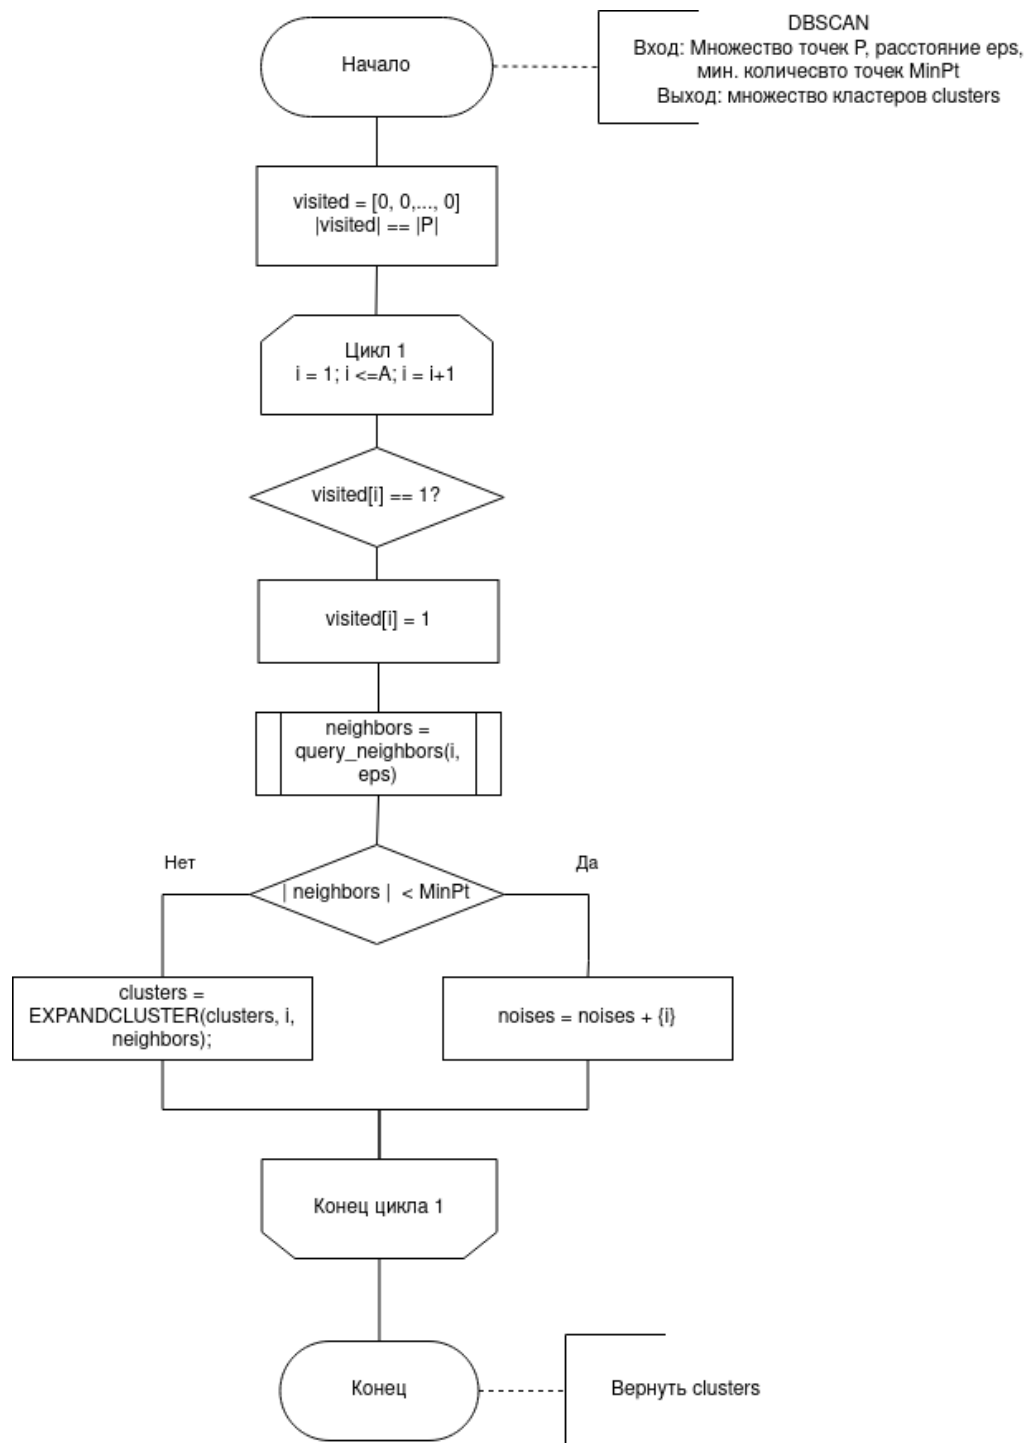 Начало
DBSCAN
Вход: Множество точек P, расстояние eps,
мин. количесвто точек MinPt
Выход: множество кластеров clusters
visited = [0, 0,..., 0]
|visited| == |P|
Цикл 1
i = 1; i <=A; i = i+1
visited[i] == 1?
visited[i] = 1
neighbors =
query_neighbors(i,
eps)
Нет
Да
| neighbors | < MinPt
clusters =
EXPANDCLUSTER(clusters, i,
neighbors);
noises = noises + {i}
Конец цикла 1
Конец
Вернуть clusters